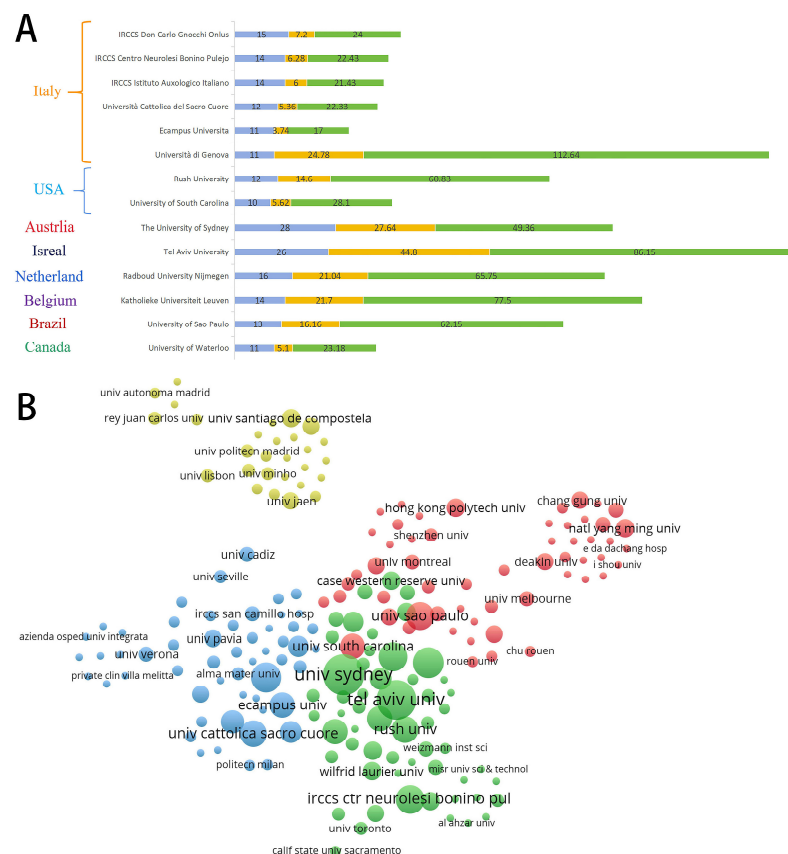 A
IRCCS Don Carlo Gnocchi Onlus 15 7.2 24
IRCCS Centro Neurolesi Bonino Pulejo 14 6.28 22.43
IRCCS Istituto Auxologico Italiano 14 6 21.43
Italy
Università Cattolica del Sacro Cuore 12 5.36 22.33
Ecampus Universita 11 3.74 17
Università di Genova 11 24.78 112.64
Rush University 12 14.6 60.83
USA
University of South Carolina 10 5.62 28.1
Austrlia The University of Sydney 28 27.64 49.36
Isreal Tel Aviv University 26 44.8 86.15
Netherland Radboud University Nijmegen 16 21.04 65.75
Belgium Katholieke Universiteit Leuven 14 21.7 77.5
Brazil University of Sao Paulo 13 16.16 62.15
Canada University of Waterloo 11 5.1 23.18
B
univ autonoma madrid
rey juan carlos univ univ santiago de compostela
univ politecn madrid
univ lisbon univ minho
univ jaen
hong kong polytech univ chang gung univ
shenzhen univ natl yang ming univ
e da dachang hosp
univ cadiz univ montreal deakin univ i shou univ
univ seville case western reserve univ
univ melbourne
irccs san camillo hosp univ sao paulo
azienda osped univ integrata univ pavia
univ south carolina
univ verona chu rouen
rouen univ
private clin villa melitta alma mater univ univ sydney
ecampus univ tel aviv univ
univ cattolica sacro cuore rush univ
weizmann inst sci
politecn milan wilfrid laurier univ misr univ sci & technol
irccs ctr neurolesi bonino pul
univ toronto al ahzar univ
calif state univ sacramento